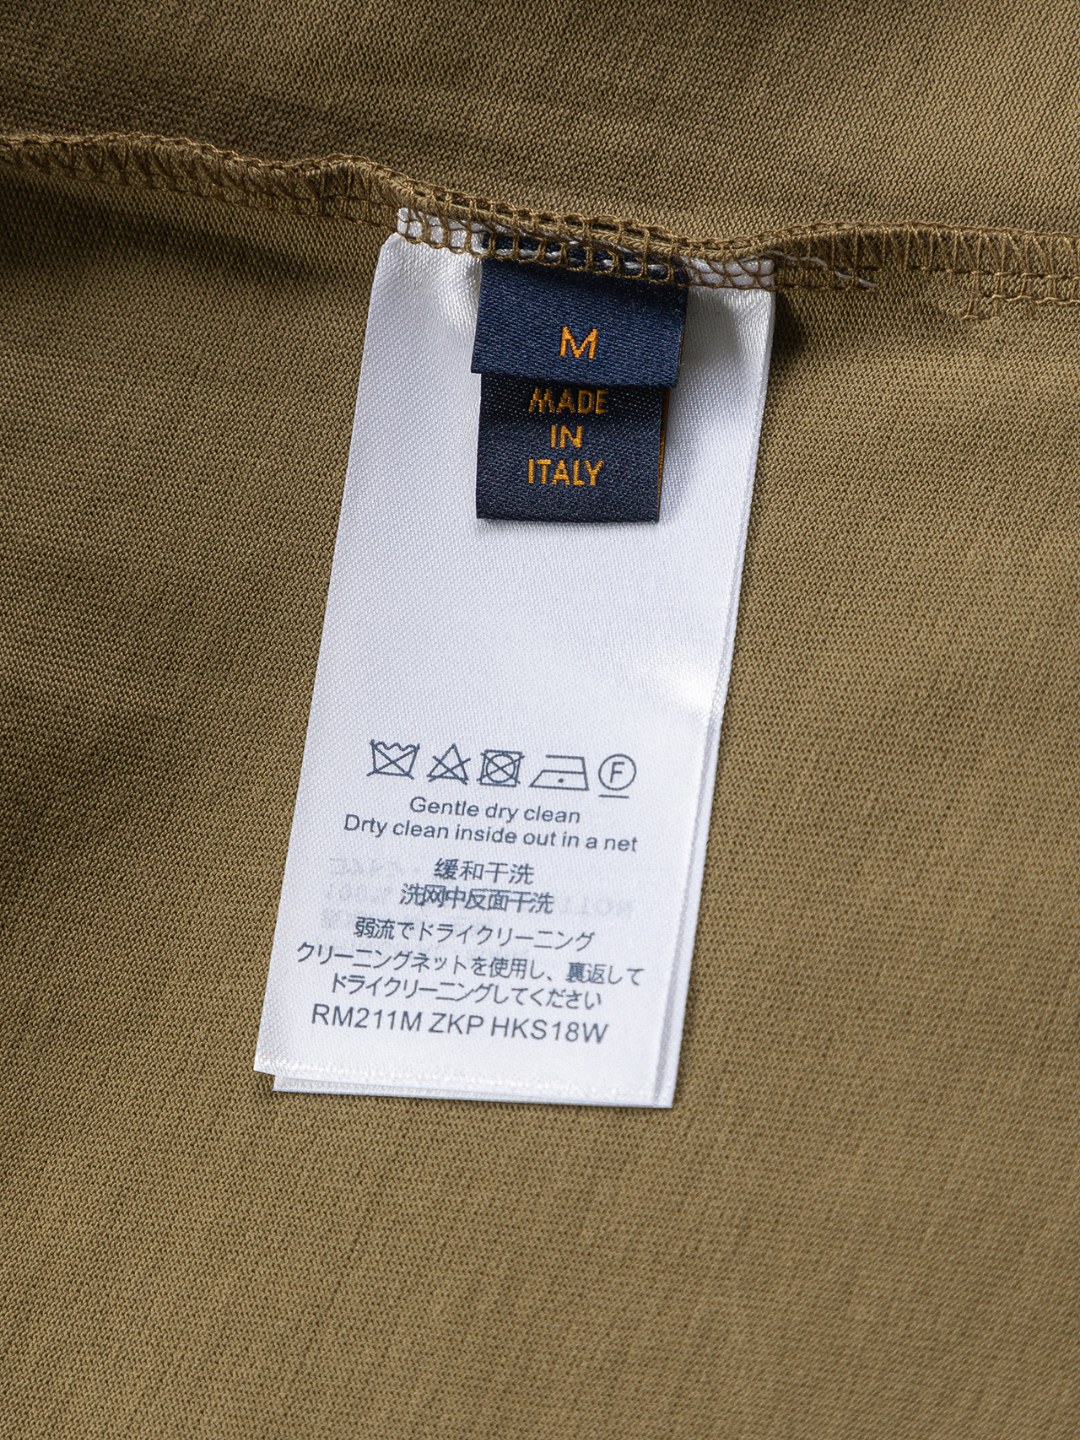 M
MADE
IN
ITALY
F
Gentle dry clean
Drty clean inside out in a net
缓和干洗
洗网中反面干洗
弱流でドライクリーニング
クリーニングネットを使用し、裏返して
ドライクリーニングしてください
RM211M ZKP HKS18W